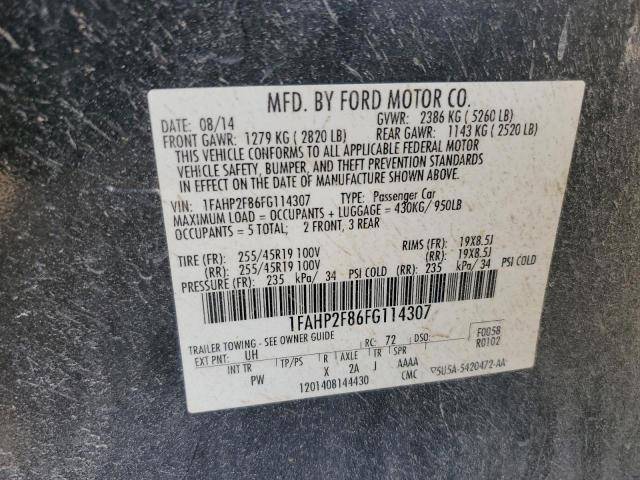 MFD. BY FORD MOTOR CO.
DATE: 08/14 GVWR: 2386 KG ( 5260 LB)
FRONT GAWR: 1279 KG ( 2820 LB) REAR GAWR: 1143 KG ( 2520 LB)
THIS VEHICLE CONFORMS TO ALL APPLICABLE FEDERAL MOTOR
VEHICLE SAFETY, BUMPER, AND THEFT PREVENTION STANDARDS
IN EFFECT ON THE DATE OF MANUFACTURE SHOWN ABOVE.
VIN: 1FAHP2F86FG114307 TYPE: Passenger Car
MAXIMUM LOAD = OCCUPANTS + LUGGAGE = 430KG/ 950LB
OCCUPANTS = 5 TOTAL: 2 FRONT, 3 REAR
TIRE (FR): 255/45R19 100V RIMS (FR): 19X8.5J
(RR): 255/45R19 100V (RR): 19X8.5J
PRESSURE (FR): 235 kPa/ 34 PSI COLD (RR): 235 kPa/ 34 PSI COLD
1FAHP2F86FG114307
TRAILER TOWING - SEE OWNER GUIDE
EXT PNT: UH RC: 72 DSO: F0058
R0102
INT TR TP/PS R AXLE TR SPR
PW X 2A J AAAA
1201408144430 CMC 5U5A-5420472-AA